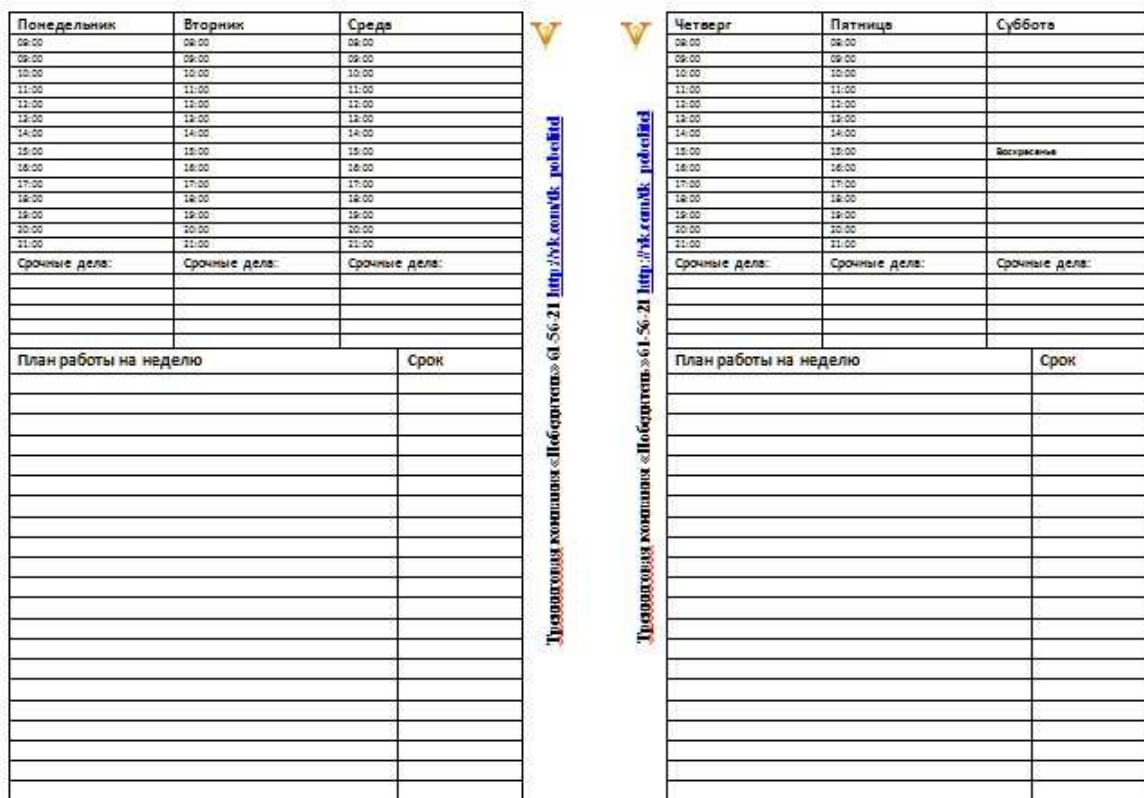 Понедельник Вторник Среда
08:00 08:00 08:00
09:00 09:00 09:00
10:00 10:00 10:00
11:00 11:00 11:00
12:00 12:00 12:00
13:00 13:00 13:00
14:00 14:00 14:00
15:00 15:00 15:00
16:00 16:00 16:00
17:00 17:00 17:00
18:00 18:00 18:00
19:00 19:00 19:00
20:00 20:00 20:00
21:00 21:00 21:00
Срочные дела: Срочные дела: Срочные дела:
План работы на неделю Срок
Тренинговая компания «Победитель» 61-56-21 http://vk.com/tk_pobeditel
Тренинговая компания «Победитель» 61-56-21 http://vk.com/tk_pobeditel
Четверг Пятница Суббота
08:00 08:00
09:00 09:00
10:00 10:00
11:00 11:00
12:00 12:00
13:00 13:00
14:00 14:00
15:00 15:00 Воскресенье
16:00 16:00
17:00 17:00
18:00 18:00
19:00 19:00
20:00 20:00
21:00 21:00
Срочные дела: Срочные дела: Срочные дела:
План работы на неделю Срок